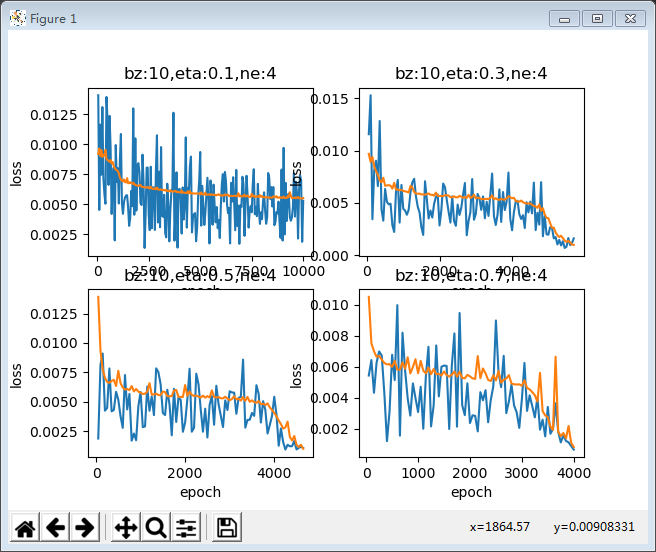 Figure 1
bz:10,eta:0.1,ne:4
bz:10,eta:0.3,ne:4
0.0125
0.0100
0.0075
0.0050
0.0025
loss
0 2500 5000 7500 10000
epoch
0.015
0.010
0.005
0.000
loss
0 2000 4000
epoch
bz:10,eta:0.5,ne:4
bz:10,eta:0.7,ne:4
0.0125
0.0100
0.0075
0.0050
0.0025
loss
0 2000 4000
epoch
0.010
0.008
0.006
0.004
0.002
loss
0 1000 2000 3000 4000
epoch
x=1864.57 y=0.00908331